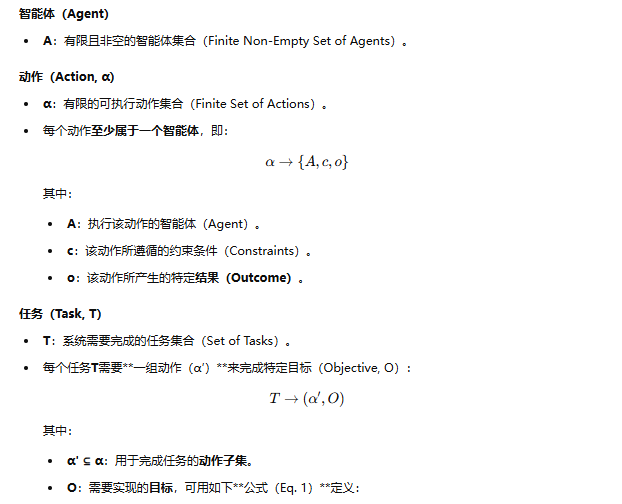 智能体（Agent）
• A：有限且非空的智能体集合（Finite Non-Empty Set of Agents）。
动作（Action, α）
• α：有限的可执行动作集合（Finite Set of Actions）。
• 每个动作至少属于一个智能体，即：
α → {A, c, o}
其中：
• A：执行该动作的智能体（Agent）。
• c：该动作所遵循的约束条件（Constraints）。
• o：该动作所产生的特定结果（Outcome）。
任务（Task, T）
• T：系统需要完成的任务集合（Set of Tasks）。
• 每个任务T需要**一组动作（α′）**来完成特定目标（Objective, O）：
T → (α′, O)
其中：
• α' ⊆ α：用于完成任务的动作子集。
• O：需要实现的目标，可用如下**公式（Eq. 1）**定义：